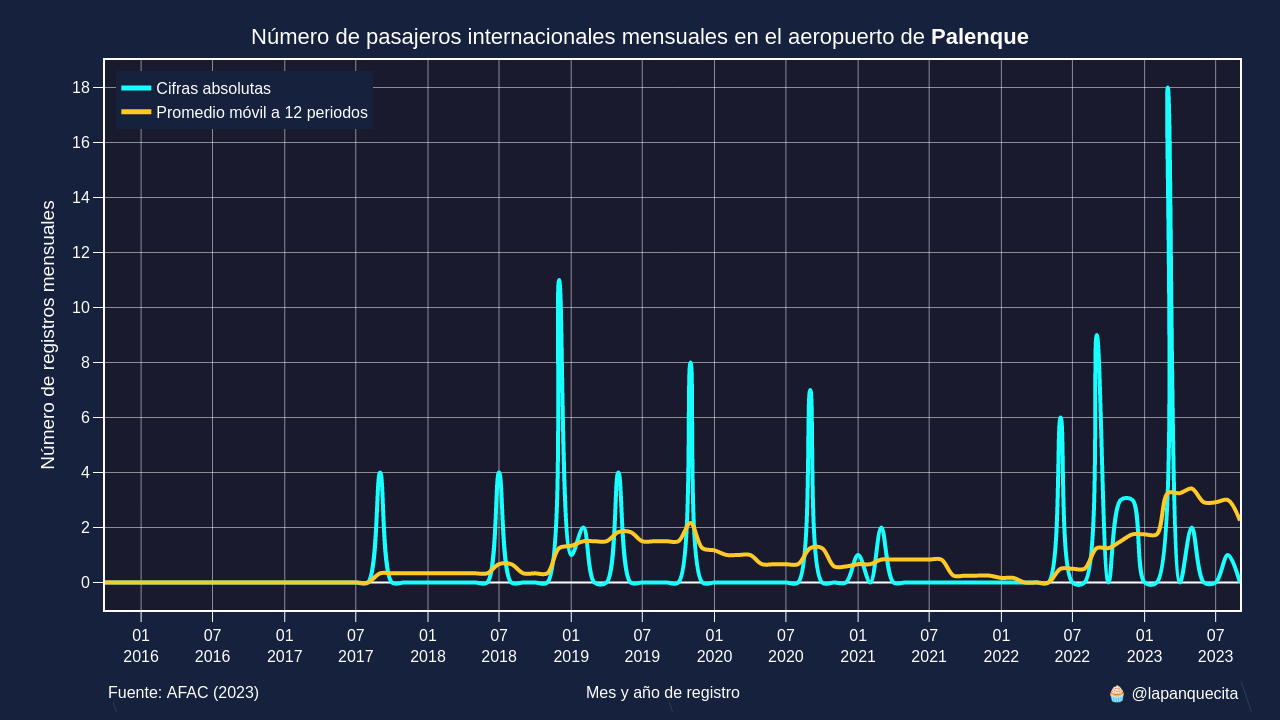 Número de pasajeros internacionales mensuales en el aeropuerto de Palenque
Cifras absolutas
Promedio móvil a 12 periodos
Número de registros mensuales
18
16
14
12
10
8
6
4
2
0
01 07 01 07 01 07 01 07 01 07 01 07 01 07 01 07
2016 2016 2017 2017 2018 2018 2019 2019 2020 2020 2021 2021 2022 2022 2023 2023
Fuente: AFAC (2023)
Mes y año de registro
🧁 @lapanquecita